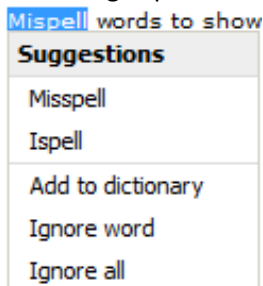 Mispell words to show
Suggestions
Misspell
Ispell
Add to dictionary
Ignore word
Ignore all